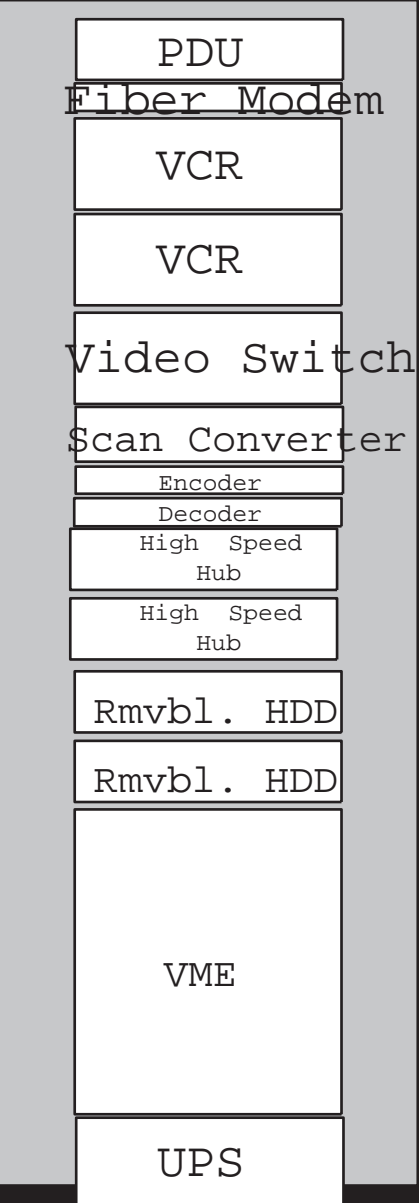 PDU
Fiber Modem
VCR
VCR
Video Switch
Scan Converter
Encoder
Decoder
High Speed
Hub
High Speed
Hub
Rmvbl. HDD
Rmvbl. HDD
VME
UPS